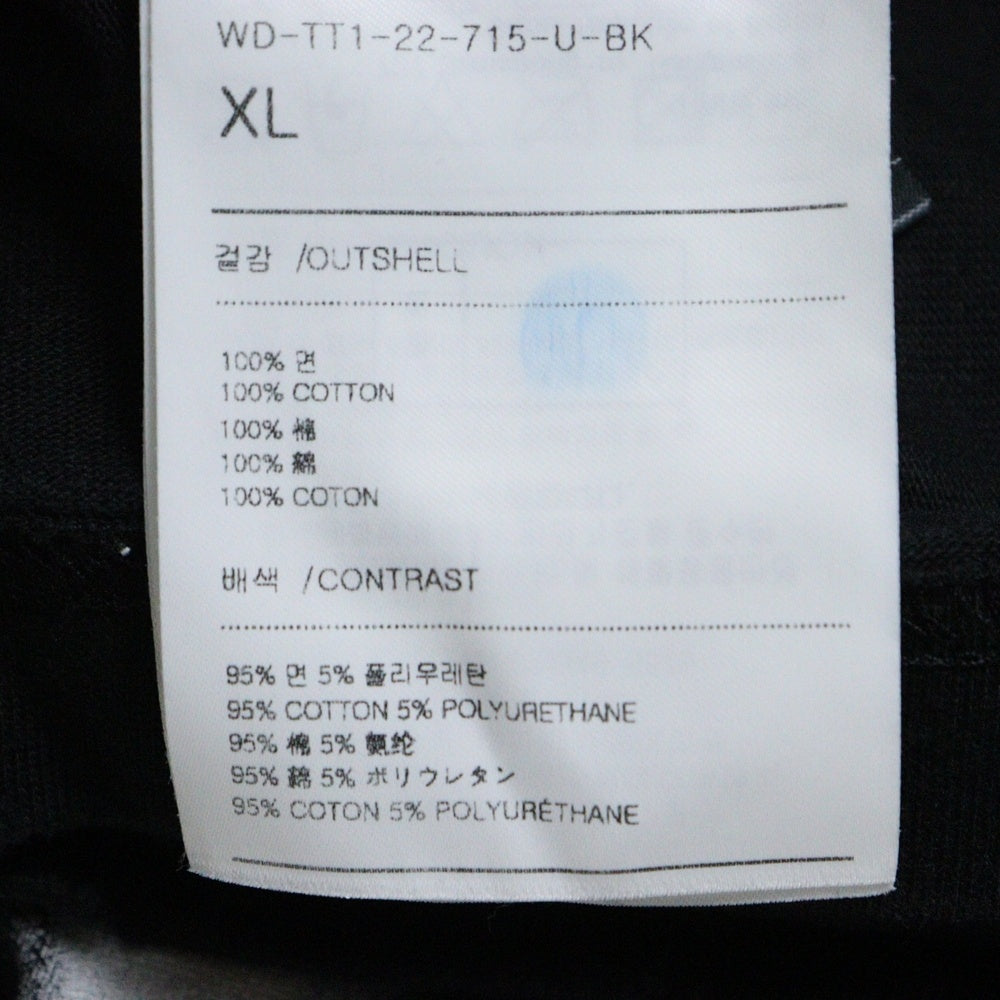 WD-TT1-22-715-U-BK
XL
겉감 /OUTSHELL
100% 면
100% COTTON
100% 棉
100% 綿
100% COTON
배색 /CONTRAST
95% 면 5% 폴리우레탄
95% COTTON 5% POLYURETHANE
95% 棉 5% 氨纶
95% 綿 5% ポリウレタン
95% COTON 5% POLYURÉTHANE